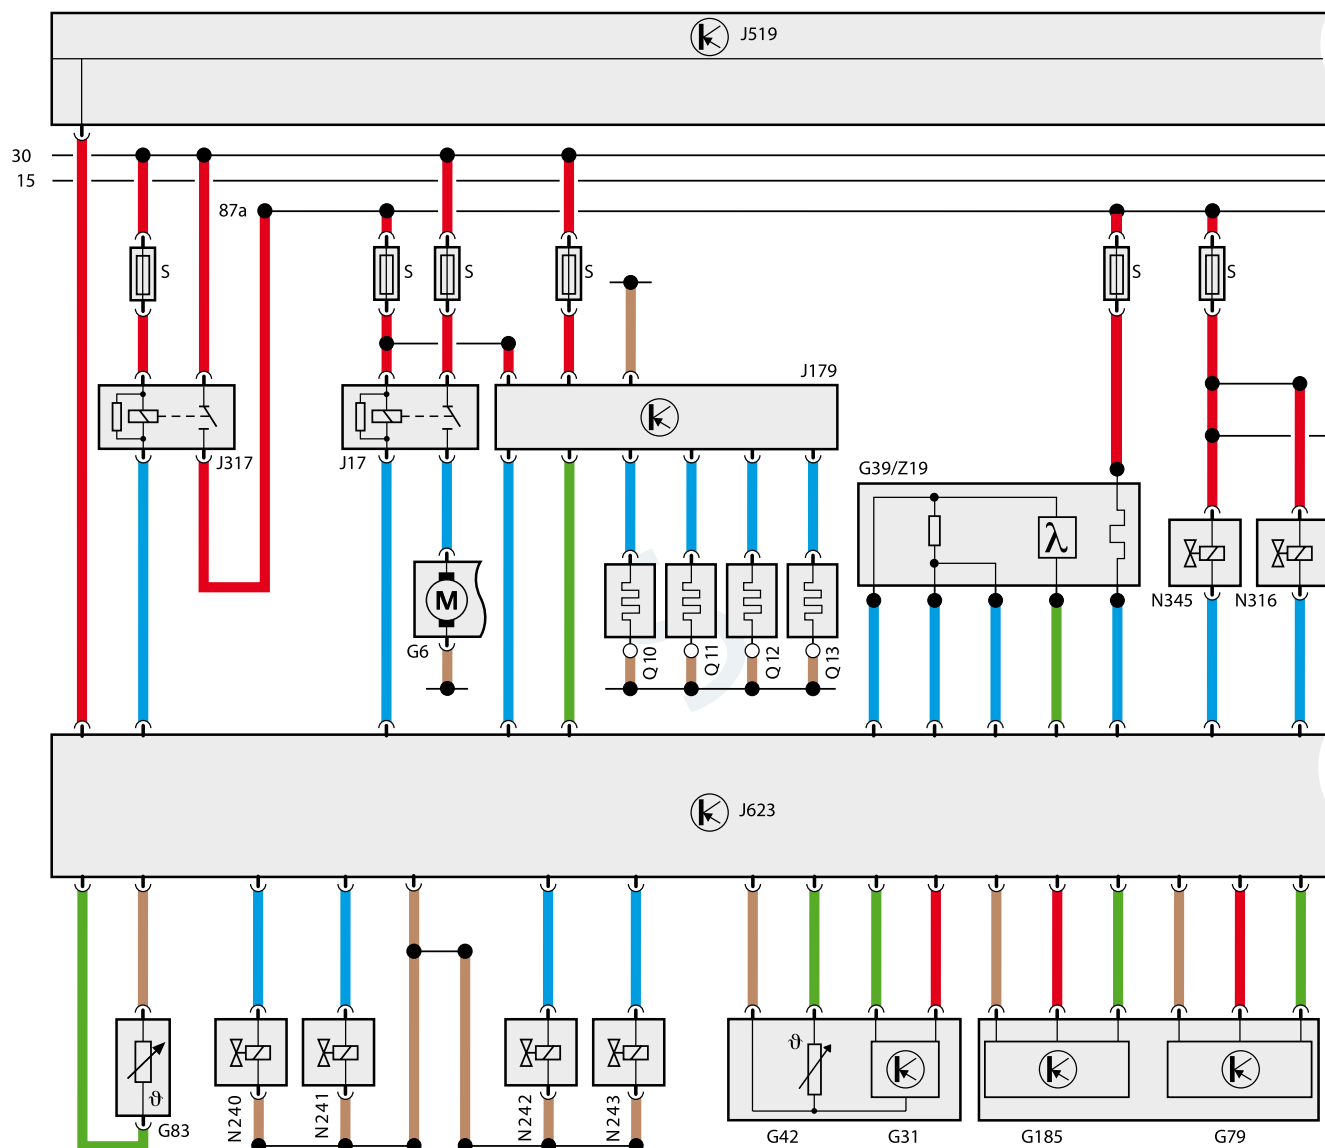 J519
30
15
87a
S
S
S
S
S
S
J179
J317
J17
G39/Z19
λ
M
N345
N316
G6
Q10
Q11
Q12
Q13
J623
ϑ
ϑ
N240
N241
N242
N243
G83
G42
G31
G185
G79